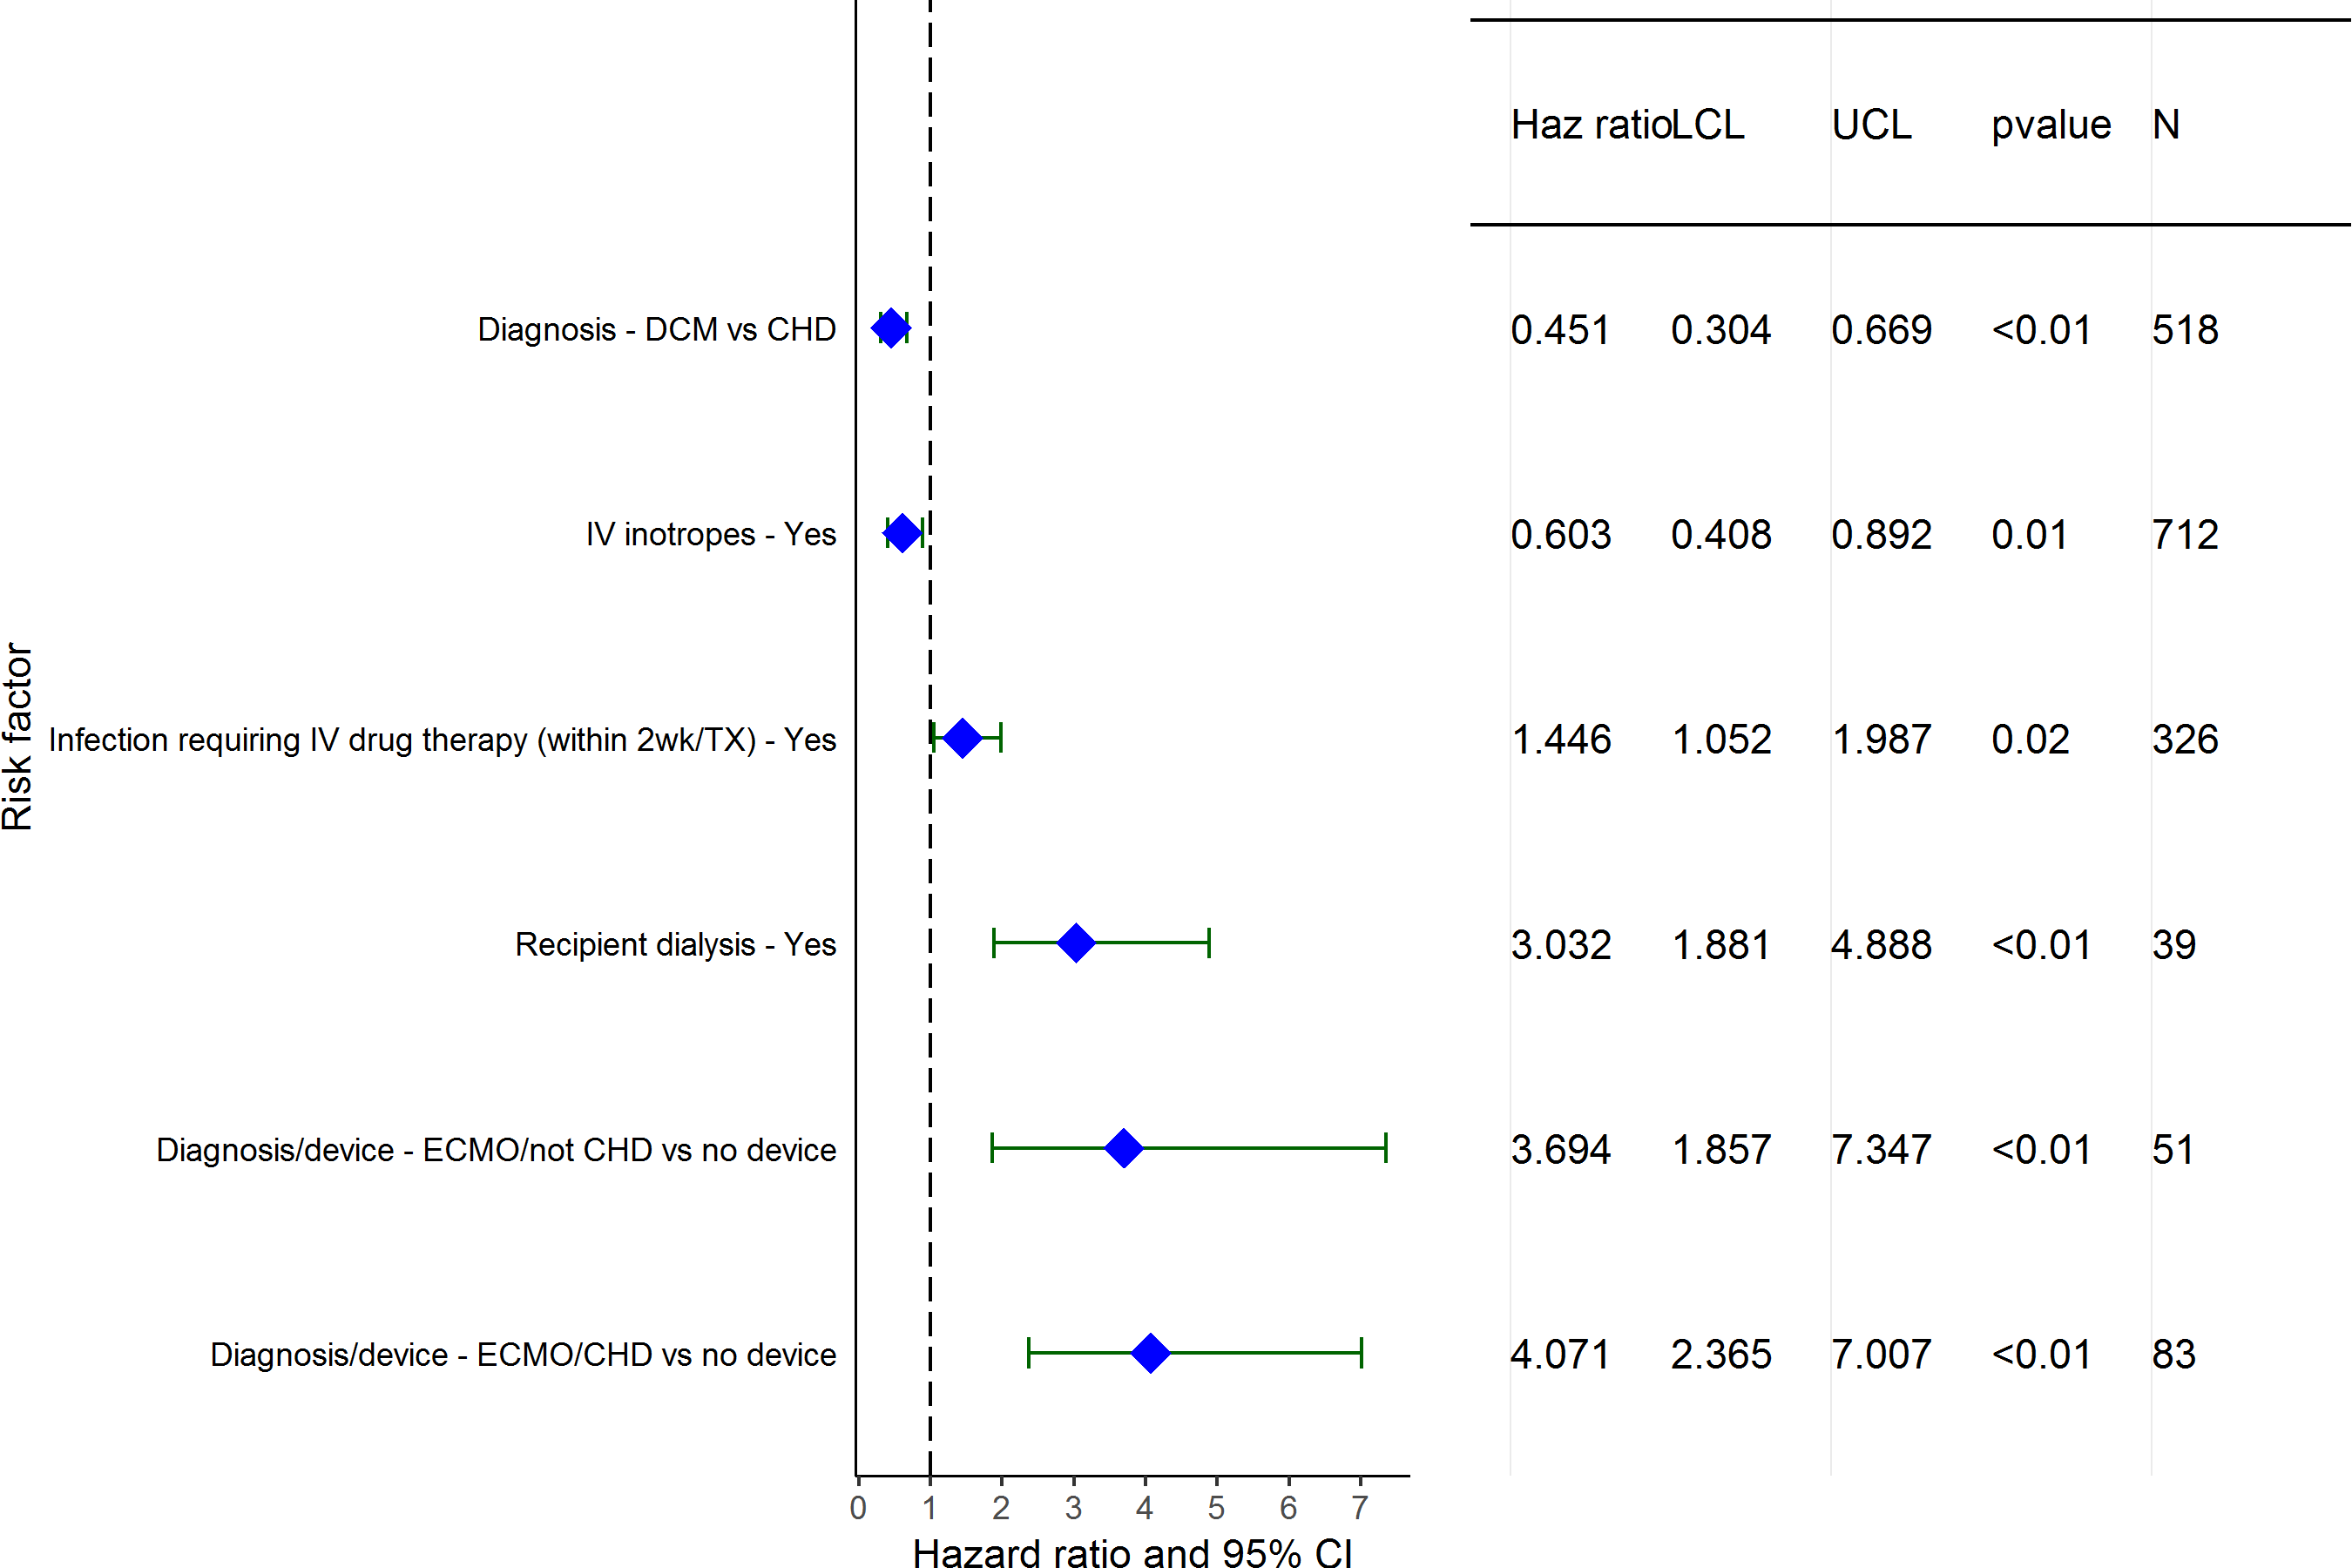 Haz ratio LCL UCL pvalue N
Diagnosis - DCM vs CHD 0.451 0.304 0.669 <0.01 518
IV inotropes - Yes 0.603 0.408 0.892 0.01 712
Risk factor
Infection requiring IV drug therapy (within 2wk/TX) - Yes 1.446 1.052 1.987 0.02 326
Recipient dialysis - Yes 3.032 1.881 4.888 <0.01 39
Diagnosis/device - ECMO/not CHD vs no device 3.694 1.857 7.347 <0.01 51
Diagnosis/device - ECMO/CHD vs no device 4.071 2.365 7.007 <0.01 83
0 1 2 3 4 5 6 7
Hazard ratio and 95% CI